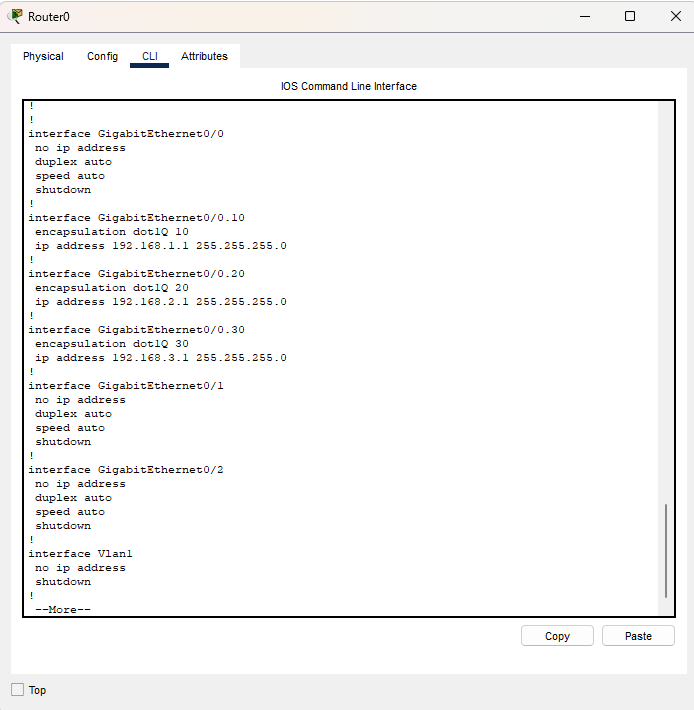 Router0
Physical Config CLI Attributes
IOS Command Line Interface
!
!
interface GigabitEthernet0/0
 no ip address
 duplex auto
 speed auto
 shutdown
!
interface GigabitEthernet0/0.10
 encapsulation dot1Q 10
 ip address 192.168.1.1 255.255.255.0
!
interface GigabitEthernet0/0.20
 encapsulation dot1Q 20
 ip address 192.168.2.1 255.255.255.0
!
interface GigabitEthernet0/0.30
 encapsulation dot1Q 30
 ip address 192.168.3.1 255.255.255.0
!
interface GigabitEthernet0/1
 no ip address
 duplex auto
 speed auto
 shutdown
!
interface GigabitEthernet0/2
 no ip address
 duplex auto
 speed auto
 shutdown
!
interface Vlan1
 no ip address
 shutdown
!
 --More--
Copy Paste
Top